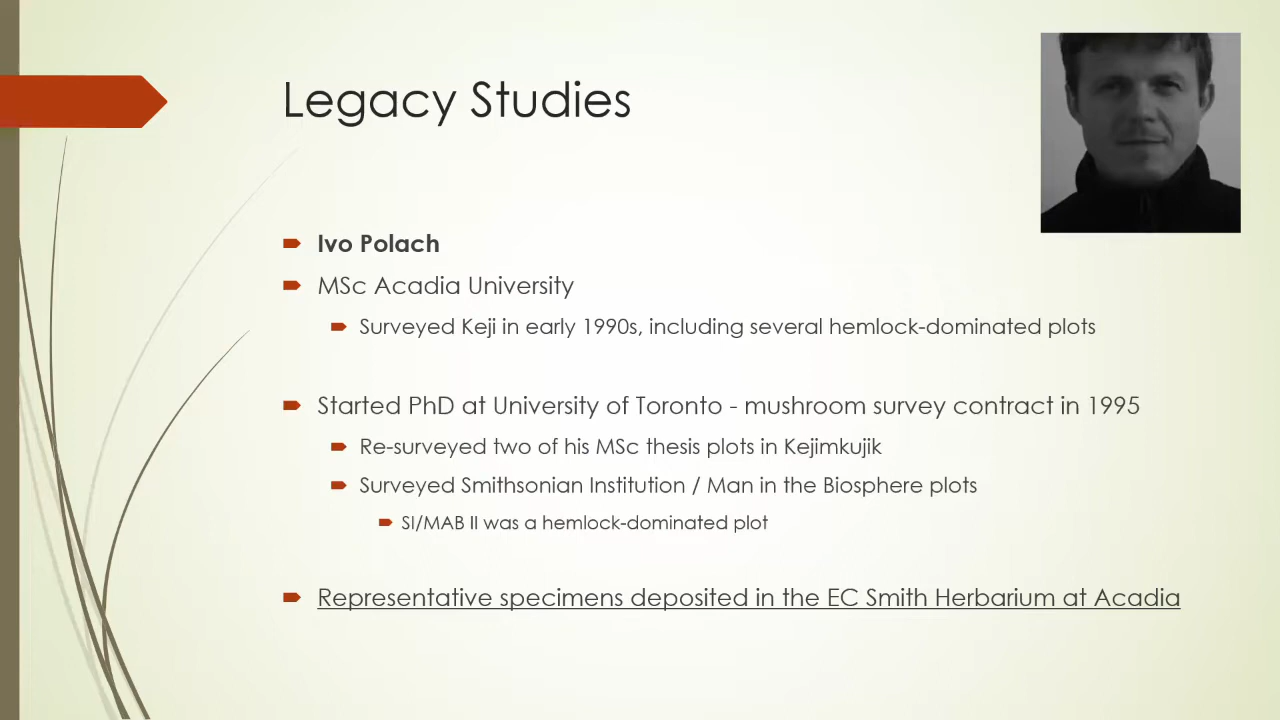 Legacy Studies
Ivo Polach
MSc Acadia University
Surveyed Keji in early 1990s, including several hemlock-dominated plots
Started PhD at University of Toronto - mushroom survey contract in 1995
Re-surveyed two of his MSc thesis plots in Kejimkujik
Surveyed Smithsonian Institution / Man in the Biosphere plots
SI/MAB II was a hemlock-dominated plot
Representative specimens deposited in the EC Smith Herbarium at Acadia